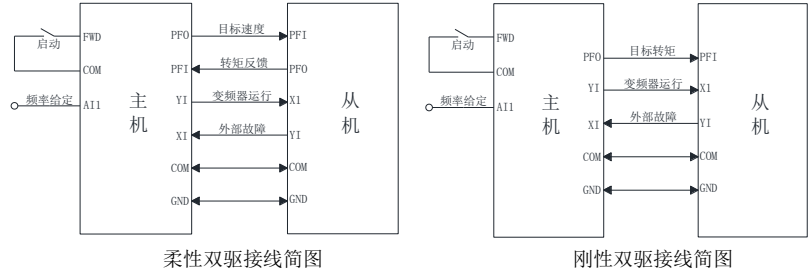 启动
FWD
COM
频率给定
AI1
主机
PFO
目标速度
PFI
PFI
转矩反馈
PFO
YI
变频器运行
X1
XI
外部故障
YI
COM
COM
GND
GND
从机
柔性双驱接线简图
启动
FWD
COM
频率给定
AI1
主机
PFO
目标转矩
PFI
YI
变频器运行
X1
XI
外部故障
YI
COM
COM
GND
GND
从机
刚性双驱接线简图